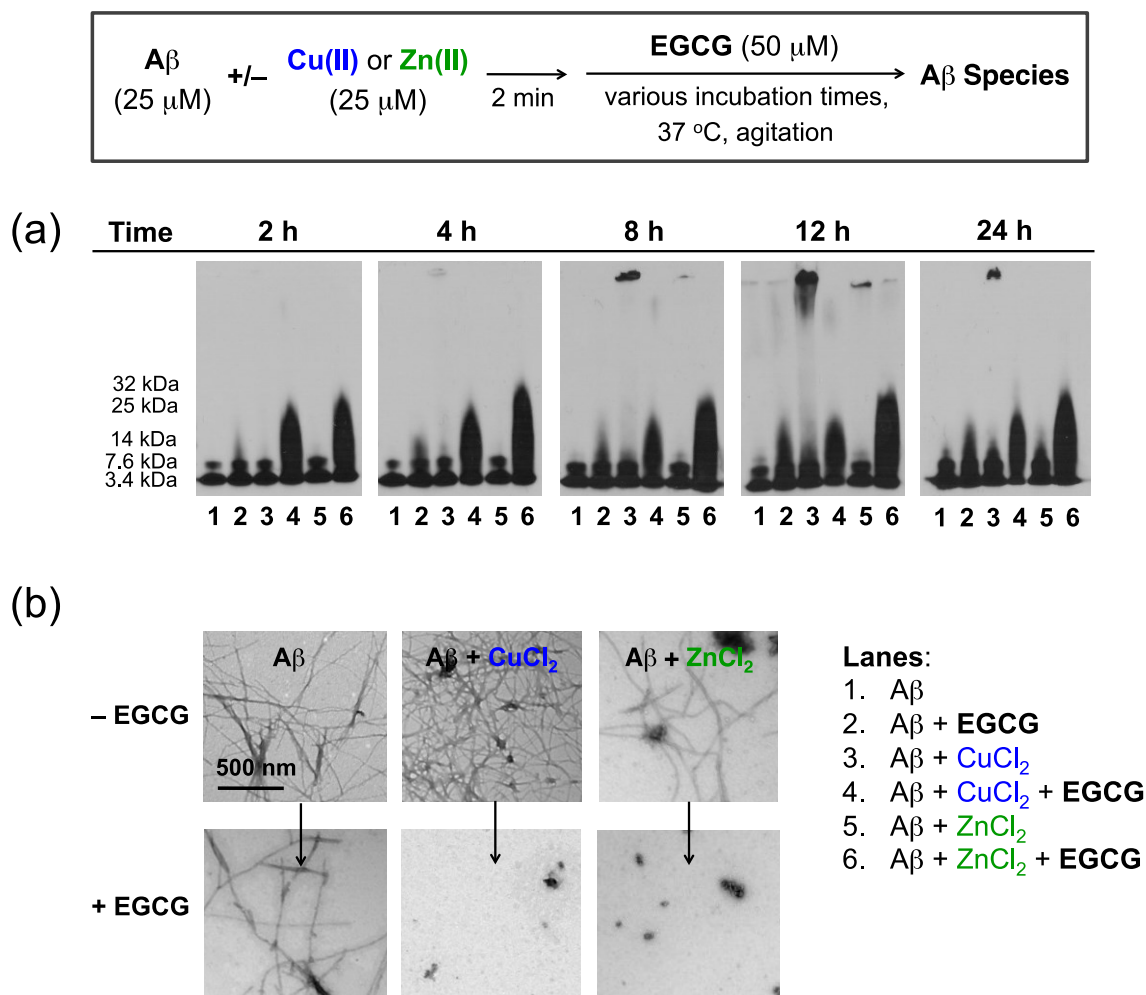 Aβ +/– Cu(II) or Zn(II) EGCG (50 μM) Aβ Species
(25 μM) (25 μM) 2 min various incubation times,
37 ºC, agitation
(a) Time 2 h 4 h 8 h 12 h 24 h
32 kDa
25 kDa
14 kDa
7.6 kDa
3.4 kDa
1 2 3 4 5 6 1 2 3 4 5 6 1 2 3 4 5 6 1 2 3 4 5 6 1 2 3 4 5 6
(b)
Aβ Aβ + CuCl₂ Aβ + ZnCl₂
– EGCG
500 nm
+ EGCG
Lanes:
1. Aβ
2. Aβ + EGCG
3. Aβ + CuCl₂
4. Aβ + CuCl₂ + EGCG
5. Aβ + ZnCl₂
6. Aβ + ZnCl₂ + EGCG